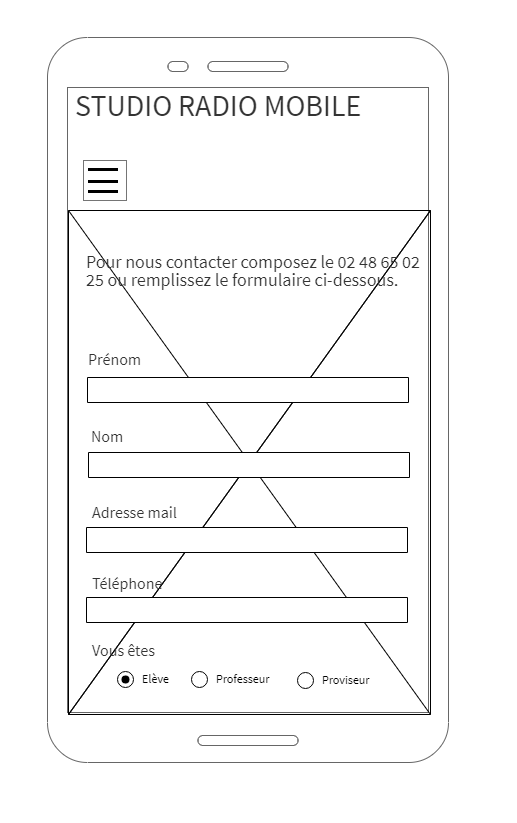 STUDIO RADIO MOBILE
Pour nous contacter composez le 02 48 65 02
25 ou remplissez le formulaire ci-dessous.
Prénom
Nom
Adresse mail
Téléphone
Vous êtes
Elève Professeur Proviseur